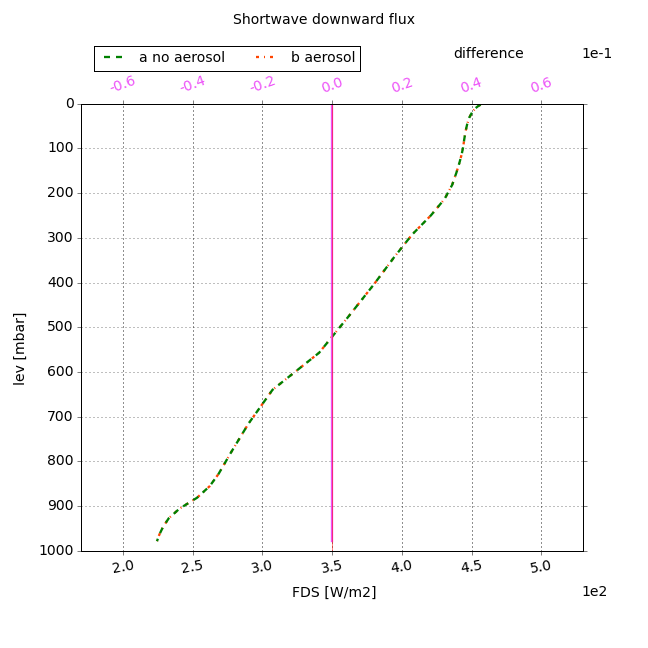 Shortwave downward flux
a no aerosol b aerosol difference 1e-1
-0.6 -0.4 -0.2 0.0 0.2 0.4 0.6
0
100
200
300
400
500
600
700
800
900
1000
lev [mbar]
2.0 2.5 3.0 3.5 4.0 4.5 5.0
FDS [W/m2] 1e2